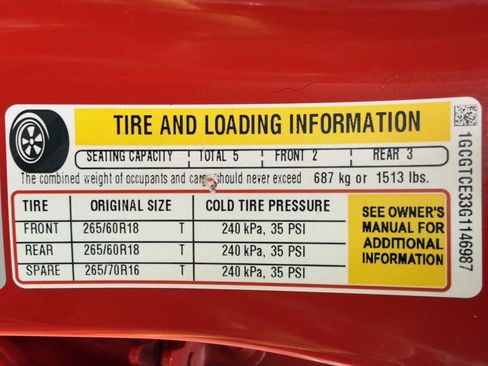 TIRE AND LOADING INFORMATION
SEATING CAPACITY TOTAL 5 FRONT 2 REAR 3
The combined weight of occupants and cargo should never exceed 687 kg or 1513 lbs.
TIRE ORIGINAL SIZE COLD TIRE PRESSURE
FRONT 265/60R18 T 240 kPa, 35 PSI
REAR 265/60R18 T 240 kPa, 35 PSI
SPARE 265/70R16 T 240 kPa, 35 PSI
SEE OWNER'S
MANUAL FOR
ADDITIONAL
INFORMATION
1GCGTCE33G1146987